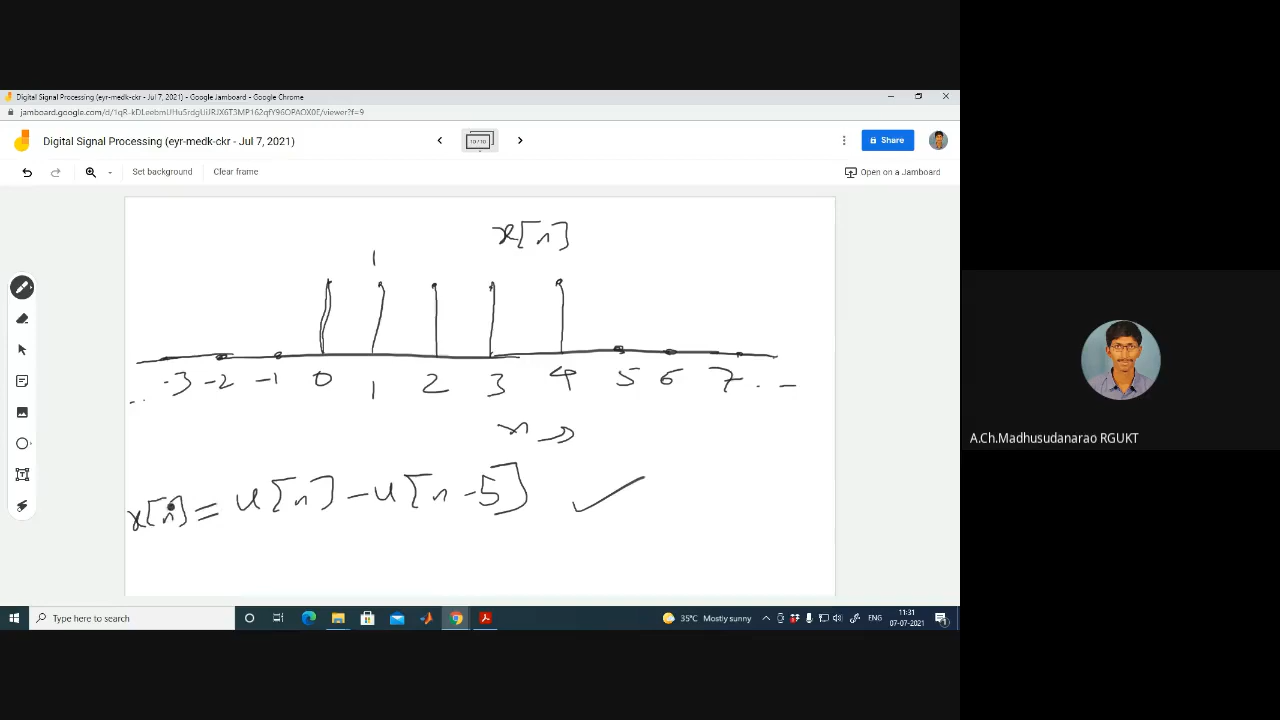 Digital Signal Processing (eyr-medk-ckr - Jul 7, 2021) - Google Jamboard - Google Chrome
Digital Signal Processing (eyr-medk-ckr - Jul 7, 2021)
10 / 10
Share
Set background
Clear frame
Open on a Jamboard
x[n]
1
.. -3 -2 -1 0 1 2 3 4 5 6 7 . -
n →
x[n] = u[n] - u[n-5] ✓
A.Ch.Madhusudanarao RGUKT
Type here to search
35°C Mostly sunny
ENG
11:31
07-07-2021